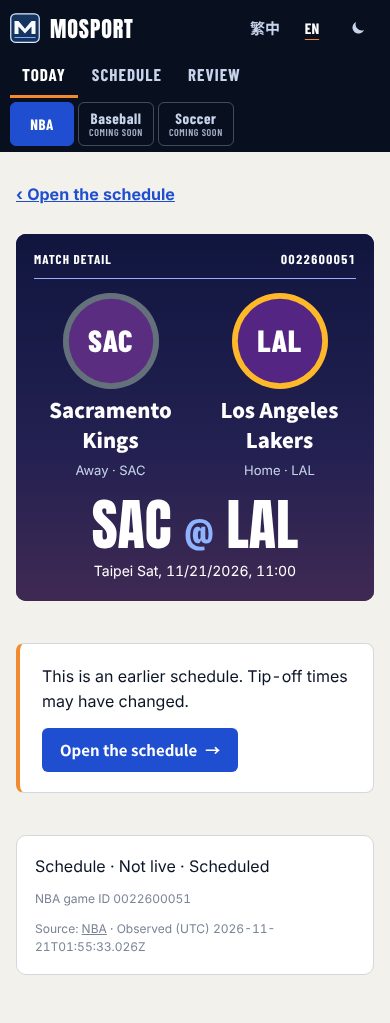 MOSPORT
繁中 EN
TODAY SCHEDULE REVIEW
NBA
Baseball
COMING SOON
Soccer
COMING SOON
‹ Open the schedule
MATCH DETAIL 0022600051
SAC
LAL
Sacramento
Kings
Los Angeles
Lakers
Away · SAC
Home · LAL
SAC @ LAL
Taipei Sat, 11/21/2026, 11:00
This is an earlier schedule. Tip-off times
may have changed.
Open the schedule →
Schedule · Not live · Scheduled
NBA game ID 0022600051
Source: NBA · Observed (UTC) 2026-11-
21T01:55:33.026Z